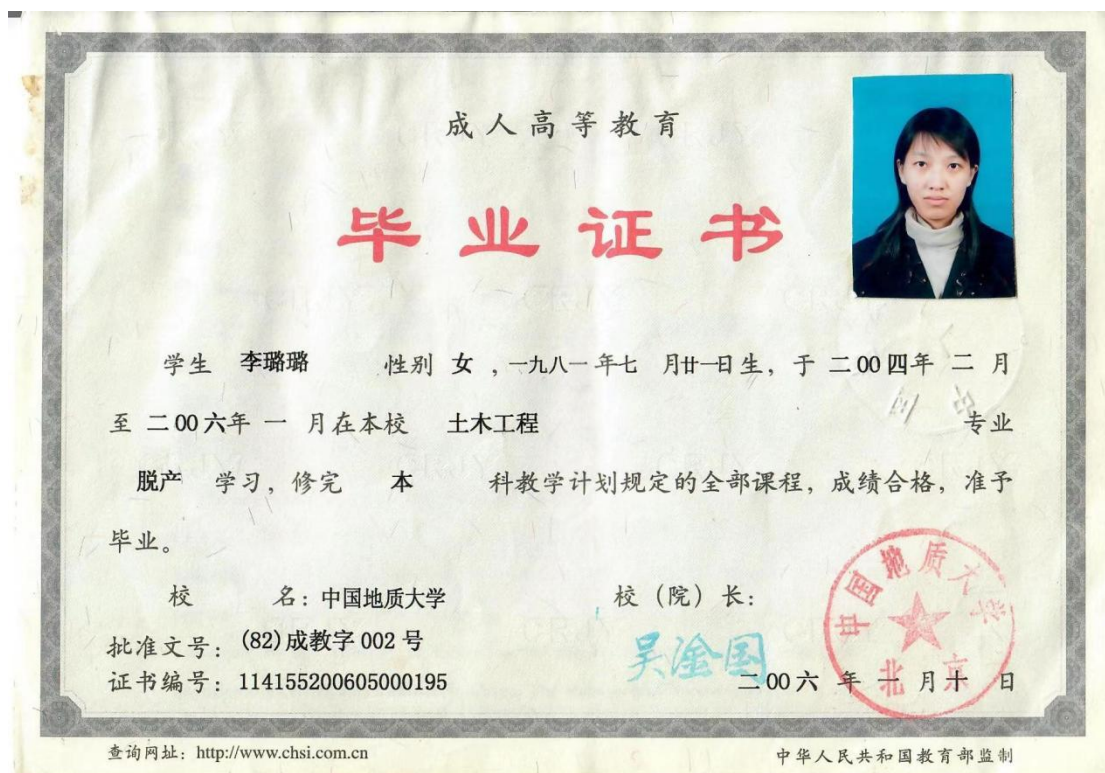 成人高等教育
毕业证书
学生 李璐璐 性别 女 ，一九八一年七 月廿一日生，于 二00四年 二 月
至 二00六年 一 月在本校 土木工程 专业
脱产 学习，修完 本 科教学计划规定的全部课程，成绩合格，准予
毕业。
校 名：中国地质大学 校（院）长：
批准文号：(82)成教字 002 号 吴淦国
证书编号：114155200605000195 二00六 年 一 月 十 日
中国地质大学
北京
查询网址：http://www.chsi.com.cn 中华人民共和国教育部监制